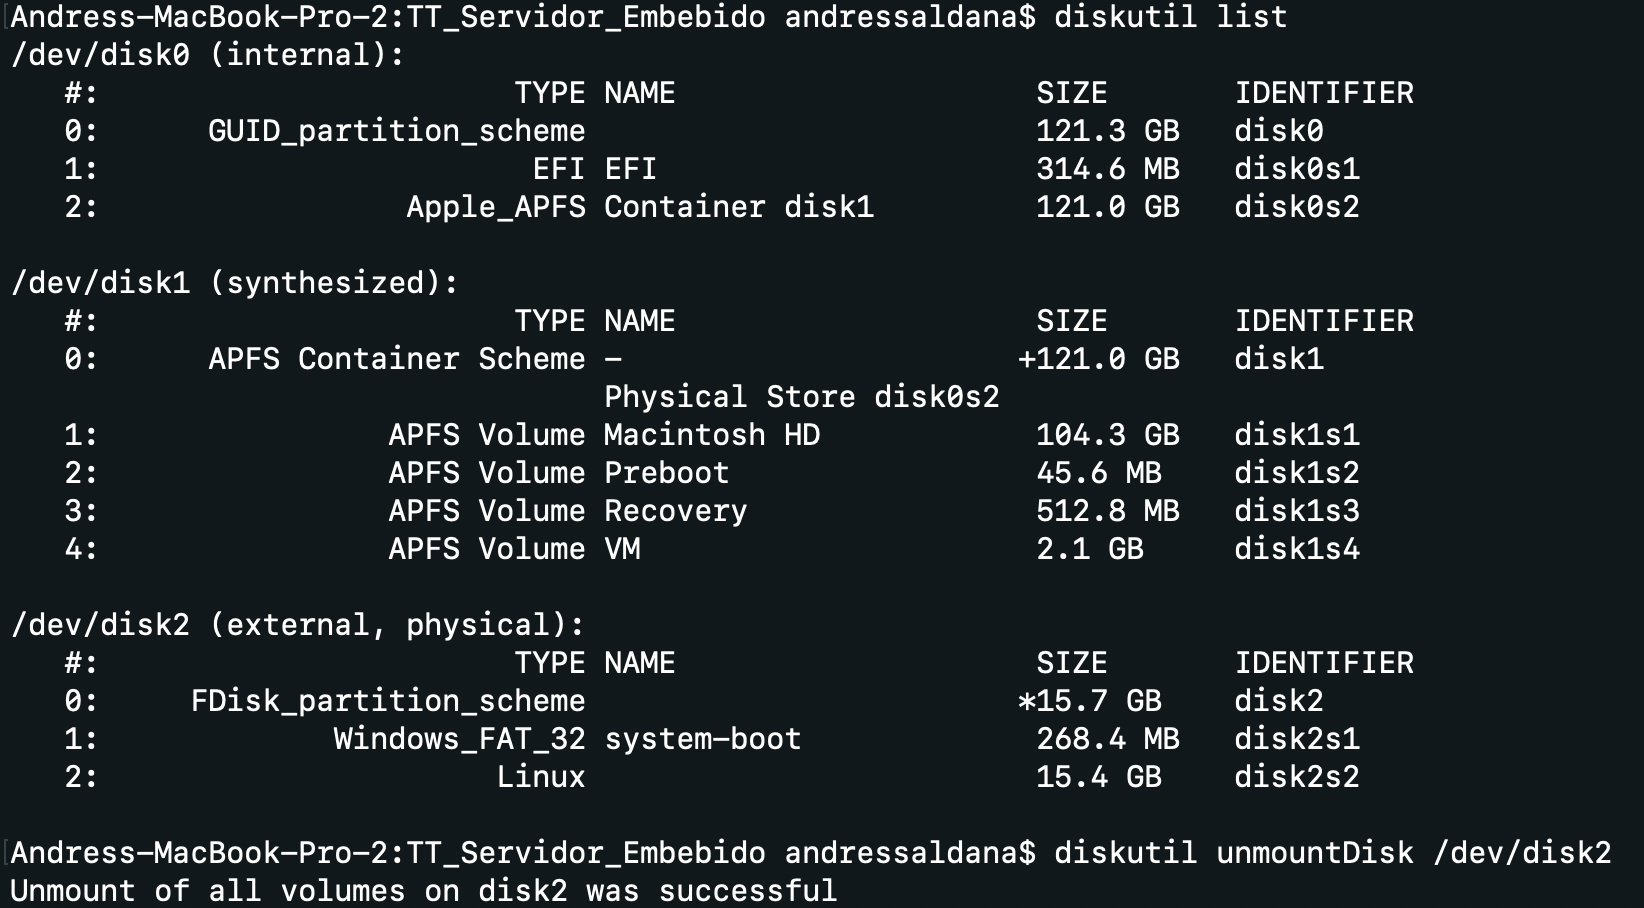 Andress-MacBook-Pro-2:TT_Servidor_Embebido andressaldana$ diskutil list
/dev/disk0 (internal):
   #:                       TYPE NAME                    SIZE       IDENTIFIER
   0:      GUID_partition_scheme                         121.3 GB   disk0
   1:                        EFI EFI                     314.6 MB   disk0s1
   2:                 Apple_APFS Container disk1         121.0 GB   disk0s2

/dev/disk1 (synthesized):
   #:                       TYPE NAME                    SIZE       IDENTIFIER
   0:      APFS Container Scheme -                      +121.0 GB   disk1
                                 Physical Store disk0s2
   1:                APFS Volume Macintosh HD            104.3 GB   disk1s1
   2:                APFS Volume Preboot                 45.6 MB    disk1s2
   3:                APFS Volume Recovery                512.8 MB   disk1s3
   4:                APFS Volume VM                      2.1 GB     disk1s4

/dev/disk2 (external, physical):
   #:                       TYPE NAME                    SIZE       IDENTIFIER
   0:     FDisk_partition_scheme                        *15.7 GB    disk2
   1:             Windows_FAT_32 system-boot             268.4 MB   disk2s1
   2:                      Linux                         15.4 GB    disk2s2

Andress-MacBook-Pro-2:TT_Servidor_Embebido andressaldana$ diskutil unmountDisk /dev/disk2
Unmount of all volumes on disk2 was successful